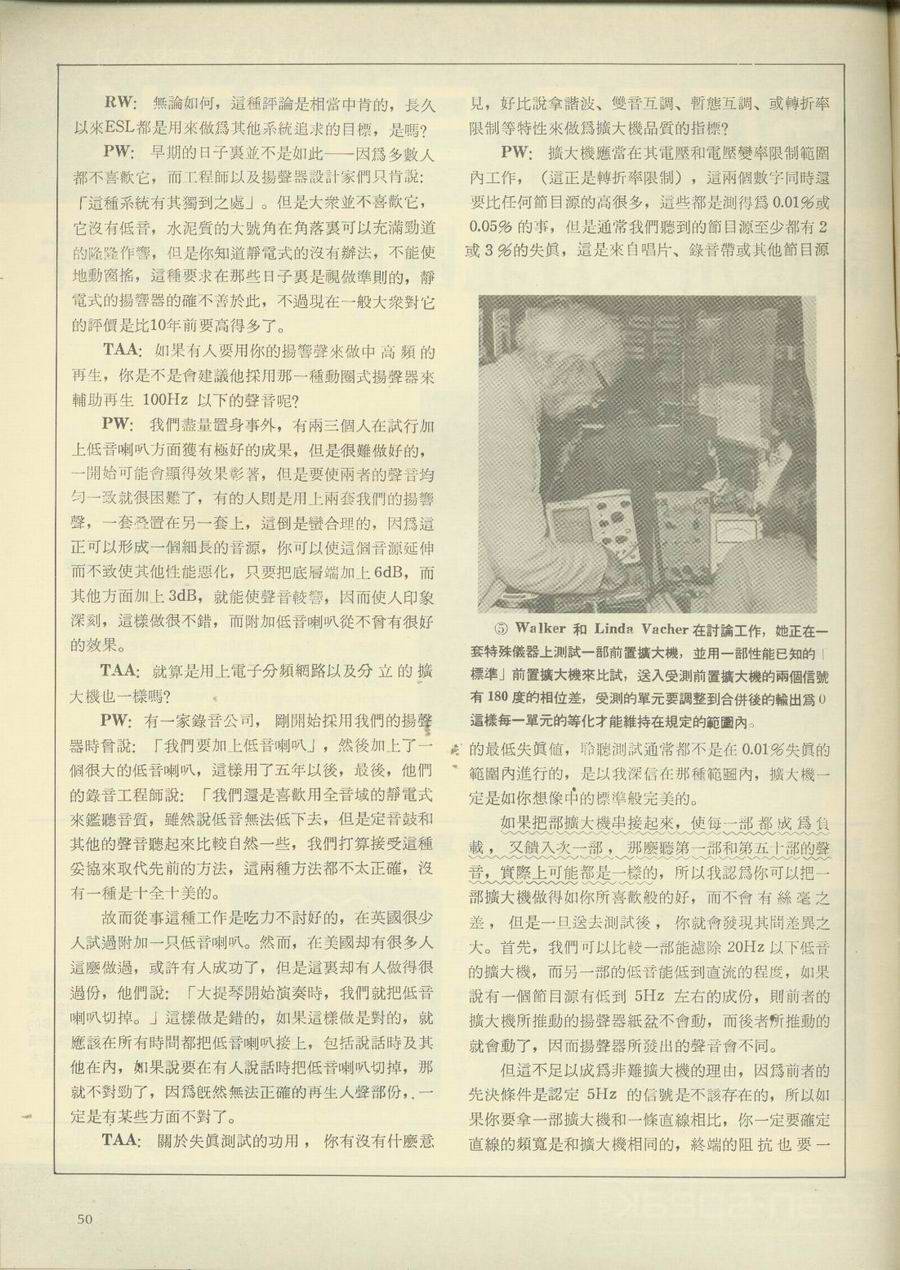 RW: 無論如何，這種評論是相當中肯的，長久
以來ESL都是用來做爲其他系統追求的目標，是嗎?
PW: 早期的日子裏並不是如此——因爲多數人
都不喜歡它，而工程師以及揚聲器設計家們只肯說:
「這種系統有其獨到之處」。但是大衆並不喜歡它，
它沒有低音，水泥質的大號角在角落裏可以充滿勁道
的隆隆作響，但是你知道靜電式的沒有辦法，不能使
地動窗搖，這種要求在那些日子裏是視做準則的，靜
電式的揚響器的確不善於此，不過現在一般大衆對它
的評價是比10年前要高得多了。
TAA: 如果有人要用你的揚響聲來做中高頻的
再生，你是不是會建議他採用那一種動圈式揚聲器來
輔助再生 100Hz 以下的聲音呢?
PW: 我們盡量置身事外，有兩三個人在試行加
上低音喇叭方面獲有極好的成果，但是很難做好的，
一開始可能會顯得效果彰著，但是要使兩者的聲音均
勻一致就很困難了，有的人則是用上兩套我們的揚響
聲，一套叠置在另一套上，這倒是蠻合理的，因爲這
正可以形成一個細長的音源，你可以使這個音源延伸
而不致使其他性能惡化，只要把底層端加上 6dB，而
其他方面加上 3dB，就能使聲音較響，因而使人印象
深刻，這樣做很不錯，而附加低音喇叭從不曾有很好
的效果。
TAA: 就算是用上電子分頻網路以及分立的擴
大機也一樣嗎?
PW: 有一家錄音公司，剛開始採用我們的揚聲
器時曾說: 「我們要加上低音喇叭」，然後加上了一
個很大的低音喇叭，這樣用了五年以後，最後，他們
的錄音工程師說: 「我們還是喜歡用全音域的靜電式
來鑑聽音質，雖然說低音無法低下去，但是定音鼓和
其他的聲音聽起來比較自然一些，我們打算接受這種
妥協來取代先前的方法，這兩種方法都不太正確，沒
有一種是十全十美的。
故而從事這種工作是吃力不討好的，在英國很少
人試過附加一只低音喇叭。然而，在美國却有很多人
這麼做過，或許有人成功了，但是這裏却有人做得很
過份，他們說: 「大提琴開始演奏時，我們就把低音
喇叭切掉。」這樣做是錯的，如果這樣做是對的，就
應該在所有時間都把低音喇叭接上，包括說話時及其
他在內，如果說要在有人說話時把低音喇叭切掉，那
就不對勁了，因爲旣然無法正確的再生人聲部份，一
定是有某些方面不對了。
TAA: 關於失眞測試的功用，你有沒有什麼意
見，好比說拿諧波、雙音互調、暫態互調、或轉折率
限制等特性來做爲擴大機品質的指標?
PW: 擴大機應當在其電壓和電壓變率限制範圍
內工作，（這正是轉折率限制），這兩個數字同時還
要比任何節目源的高很多，這些都是測得爲 0.01%或
0.05% 的事，但是通常我們聽到的節目源至少都有 2
或 3 %的失眞，這是來自唱片、錄音帶或其他節目源
⑤ Walker 和 Linda Vacher 在討論工作，她正在一
套特殊儀器上測試一部前置擴大機，並用一部性能已知的「
標準」前置擴大機來比試，送入受測前置擴大機的兩個信號
有 180 度的相位差，受測的單元要調整到合併後的輸出爲 0
這樣每一單元的等化才能維持在規定的範圍內。
的最低失眞値，聆聽測試通常都不是在 0.01%失眞的
範圍內進行的，是以我深信在那種範圍內，擴大機一
定是如你想像中的標準般完美的。
如果把部擴大機串接起來，使每一部都成爲負
載，又饋入次一部，那麼聽第一部和第五十部的聲
音，實際上可能都是一樣的，所以我認爲你可以把一
部擴大機做得如你所喜歡般的好，而不會有絲毫之
差，但是一旦送去測試後，你就會發現其間差異之
大。首先，我們可以比較一部能濾除 20Hz 以下低音
的擴大機，而另一部的低音能低到直流的程度，如果
說有一個節目源有低到 5Hz 左右的成份，則前者的
擴大機所推動的揚聲器紙盆不會動，而後者所推動的
就會動了，因而揚聲器所發出的聲音會不同。
但這不足以成爲非難擴大機的理由，因爲前者的
先決條件是認定 5Hz 的信號是不該存在的，所以如
果你要拿一部擴大機和一條直線相比，你一定要確定
直線的頻寬是和擴大機相同的，終端的阻抗也要一
50